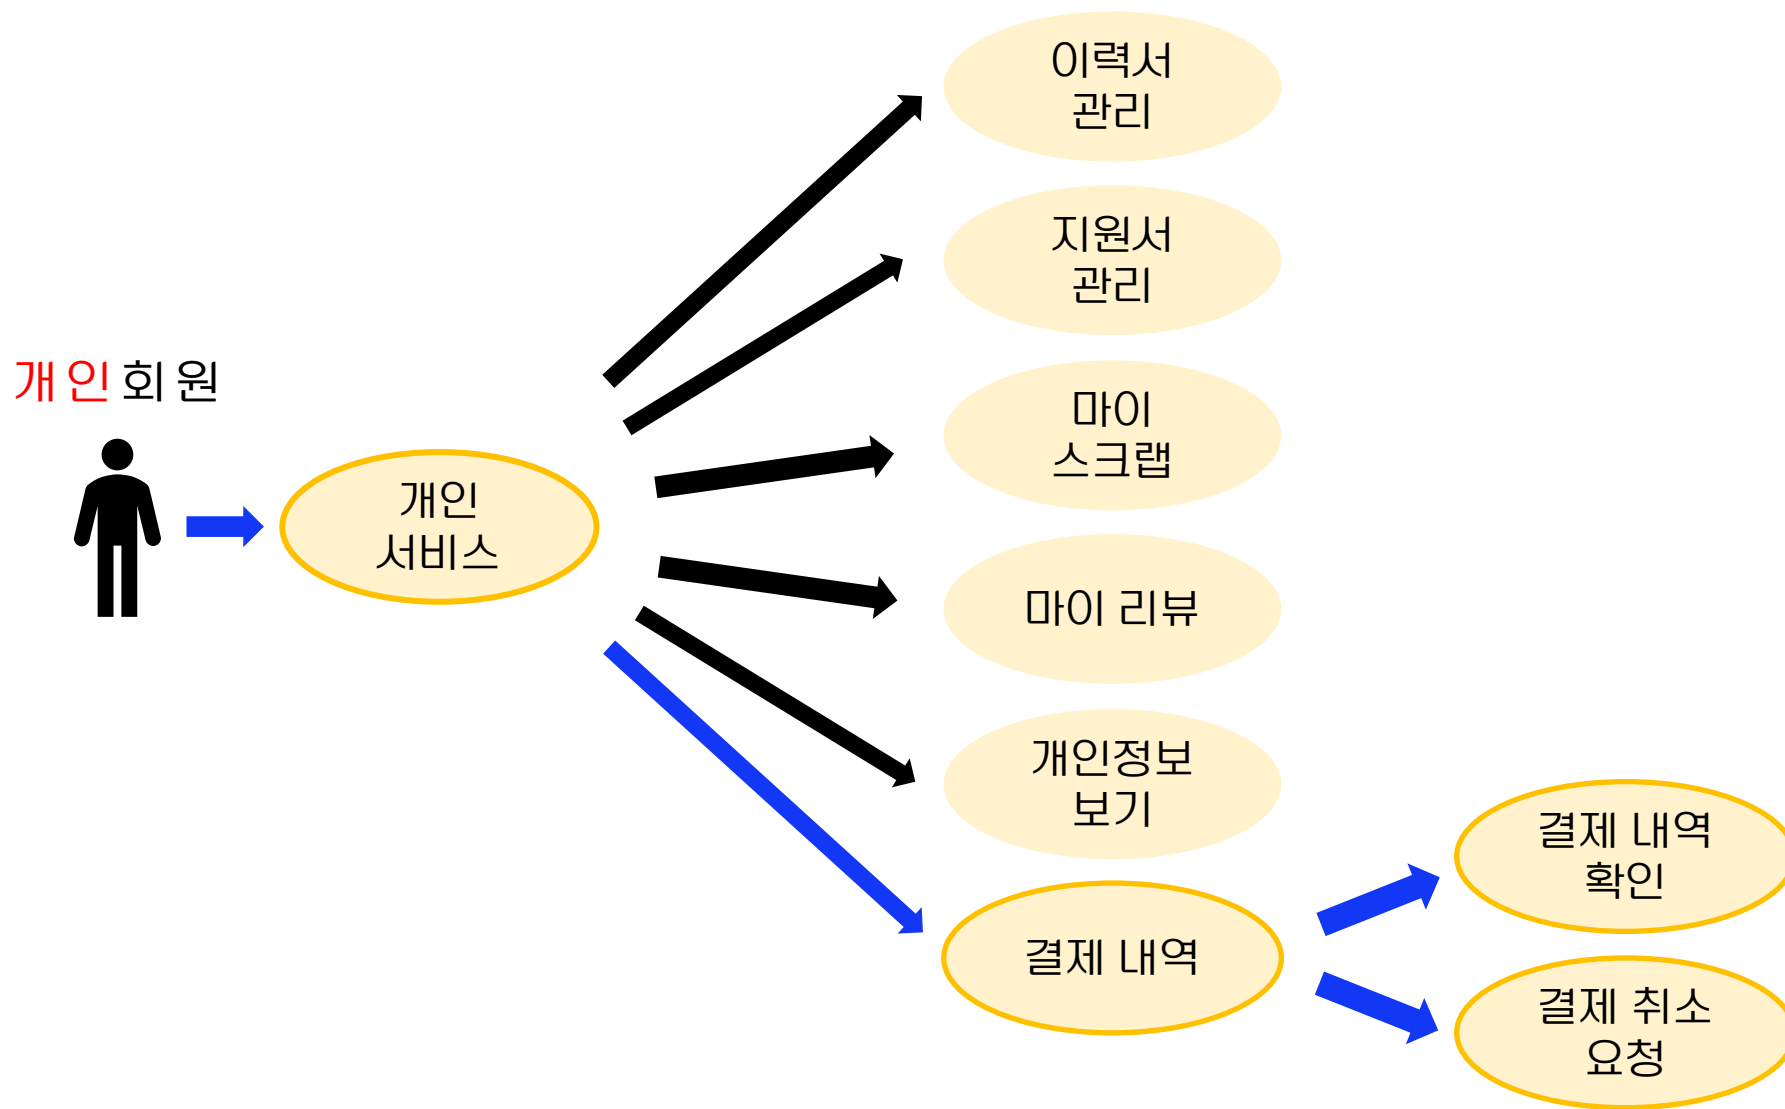 개인회원
개인
서비스
이력서
관리
지원서
관리
마이
스크랩
마이 리뷰
개인정보
보기
결제 내역
결제 내역
확인
결제 취소
요청